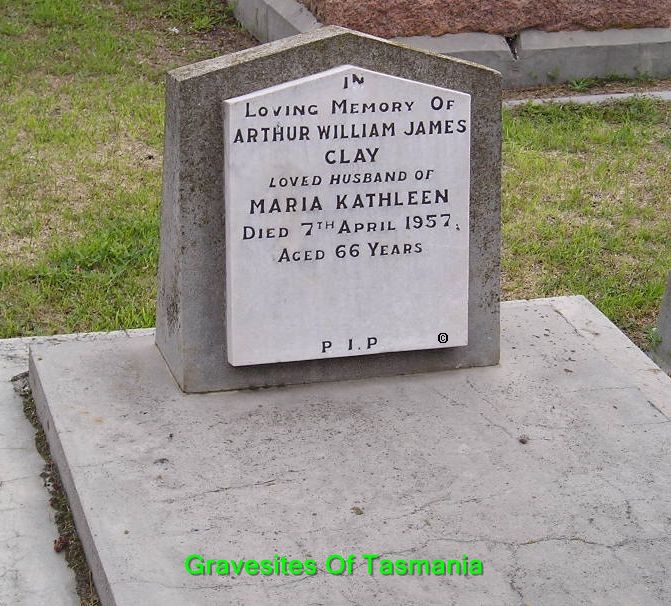 IN
LOVING MEMORY OF
ARTHUR WILLIAM JAMES
CLAY
LOVED HUSBAND OF
MARIA KATHLEEN
DIED 7TH APRIL 1957.
AGED 66 YEARS
P I P
©
Gravesites Of Tasmania